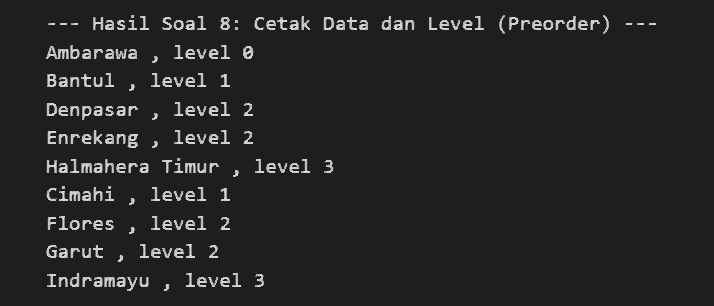 --- Hasil Soal 8: Cetak Data dan Level (Preorder) ---
Ambarawa , level 0
Bantul , level 1
Denpasar , level 2
Enrekang , level 2
Halmahera Timur , level 3
Cimahi , level 1
Flores , level 2
Garut , level 2
Indramayu , level 3